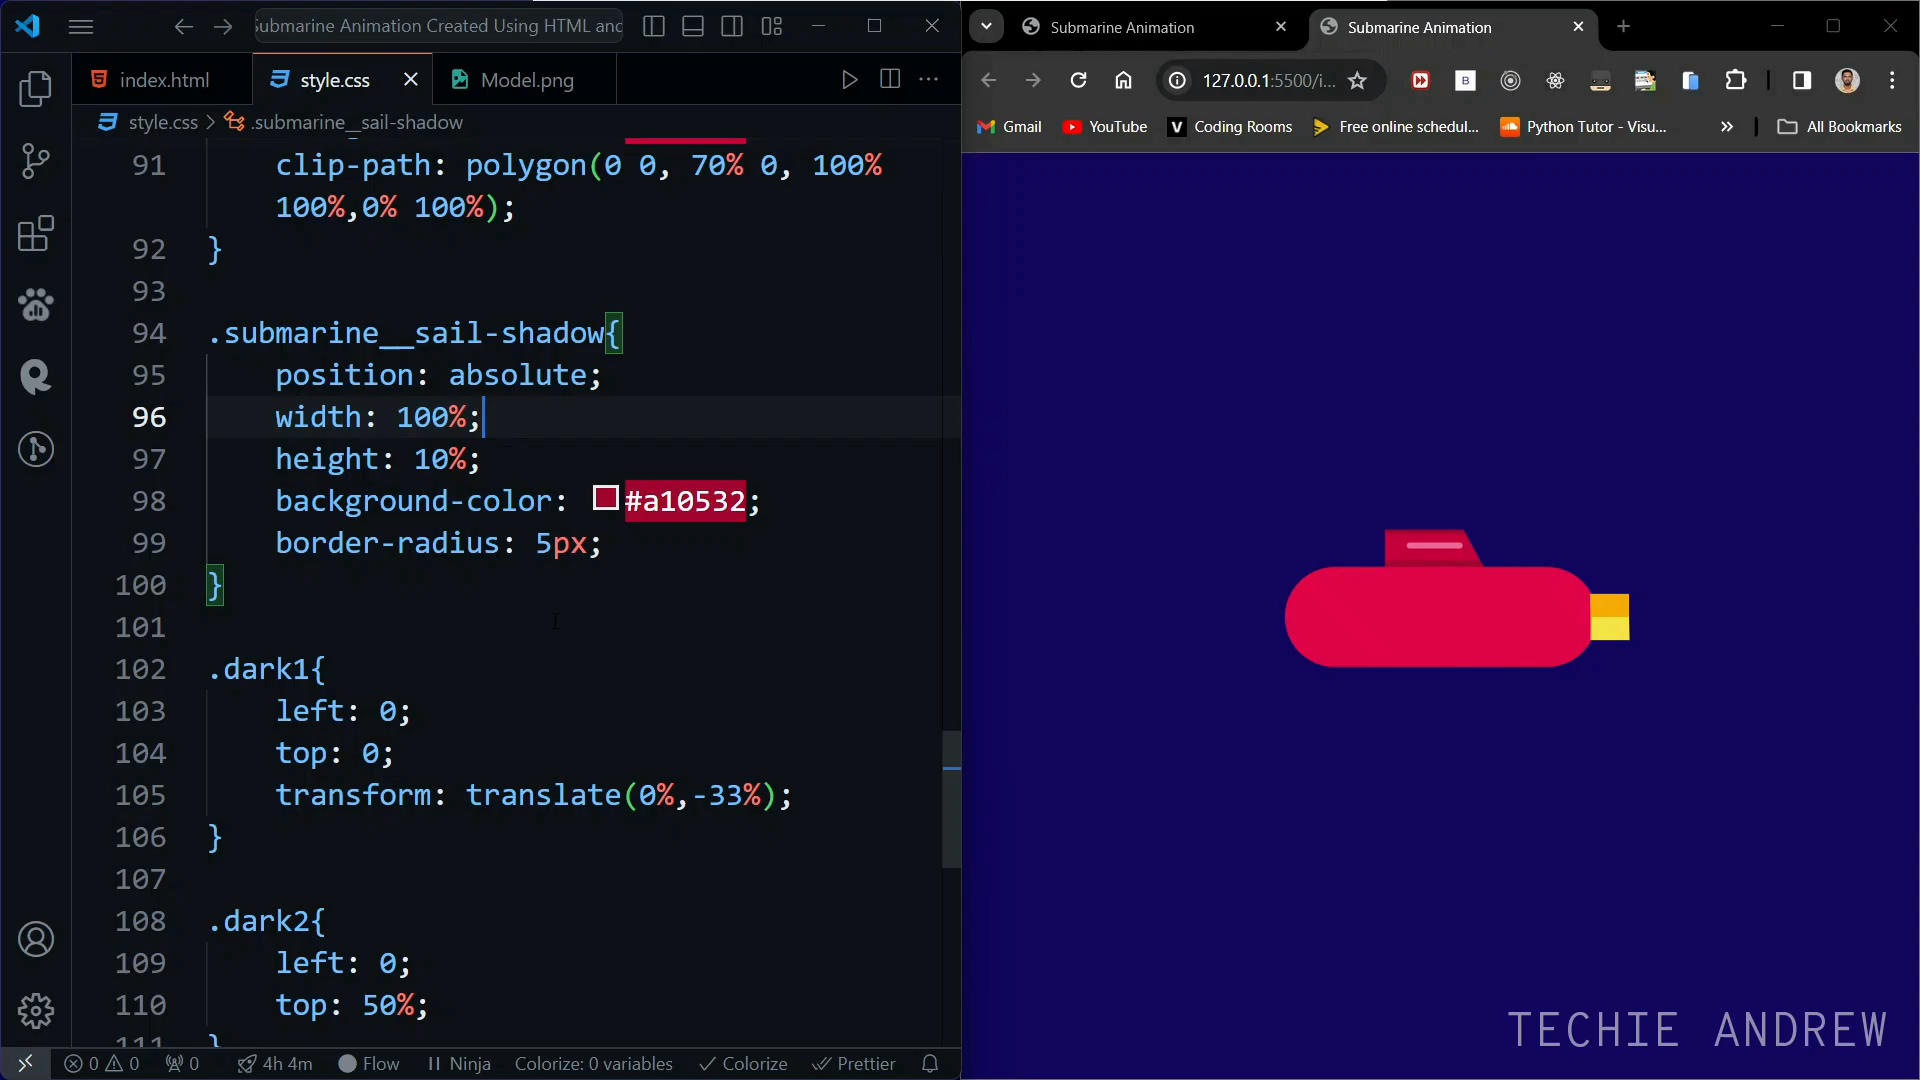 Submarine Animation Created Using HTML and
index.html
style.css
Model.png
style.css > .submarine__sail-shadow
91 clip-path: polygon(0 0, 70% 0, 100%
100%,0% 100%);
92 }
93
94 .submarine__sail-shadow{
95 position: absolute;
96 width: 100%;
97 height: 10%;
98 background-color: #a10532;
99 border-radius: 5px;
100 }
101
102 .dark1{
103 left: 0;
104 top: 0;
105 transform: translate(0%,-33%);
106 }
107
108 .dark2{
109 left: 0;
110 top: 50%;
111 }
0 0 0 4h 4m Flow Ninja Colorize: 0 variables Colorize Prettier
Submarine Animation
Submarine Animation
127.0.0.1:5500/i...
B
Gmail YouTube V Coding Rooms Free online schedul... Python Tutor - Visu... » All Bookmarks
TECHIE ANDREW